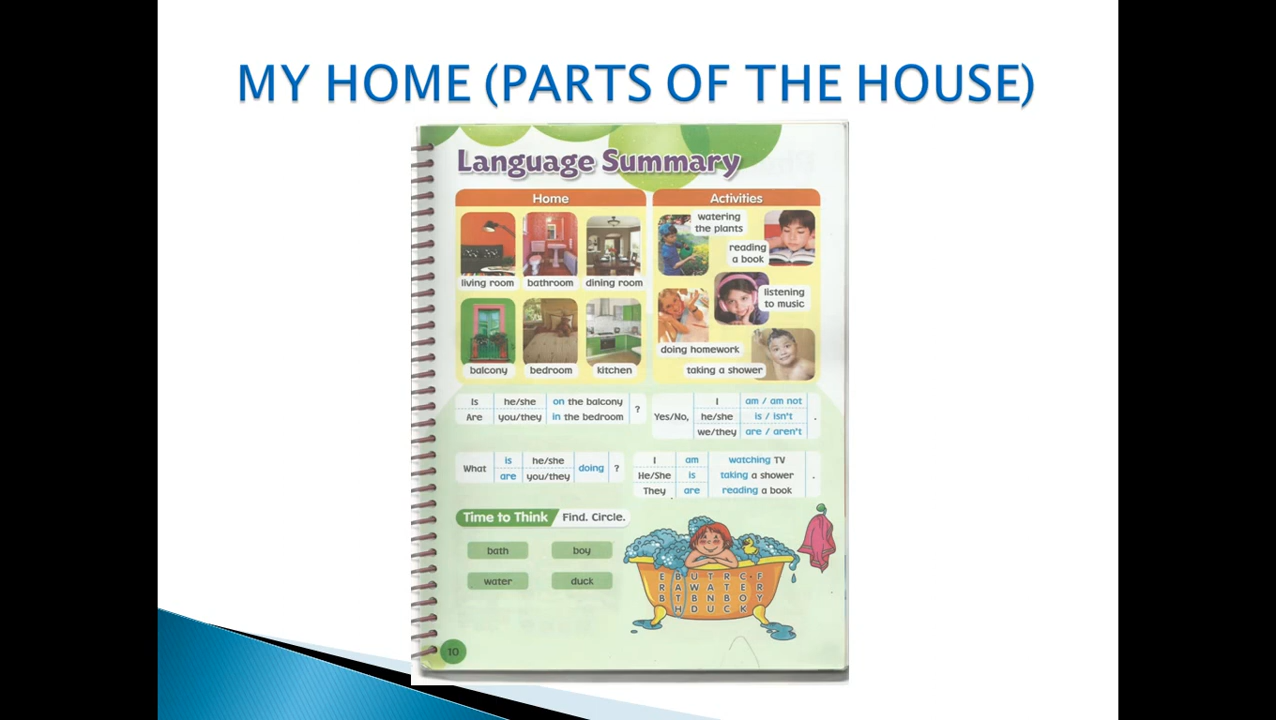 MY HOME (PARTS OF THE HOUSE)
Language Summary
Home
living room bathroom dining room
balcony bedroom kitchen
Activities
watering
the plants
reading
a book
listening
to music
doing homework
taking a shower
Is he/she on the balcony ?
Are you/they in the bedroom
Yes/No, I am / am not .
he/she is / isn't
we/they are / aren't
What is he/she doing ?
are you/they
I am watching TV .
He/She is taking a shower
They are reading a book
Time to Think Find. Circle.
bath boy
water duck
E B U T R C F
R A W A T E R
B T B N B O Y
H D U C K
10